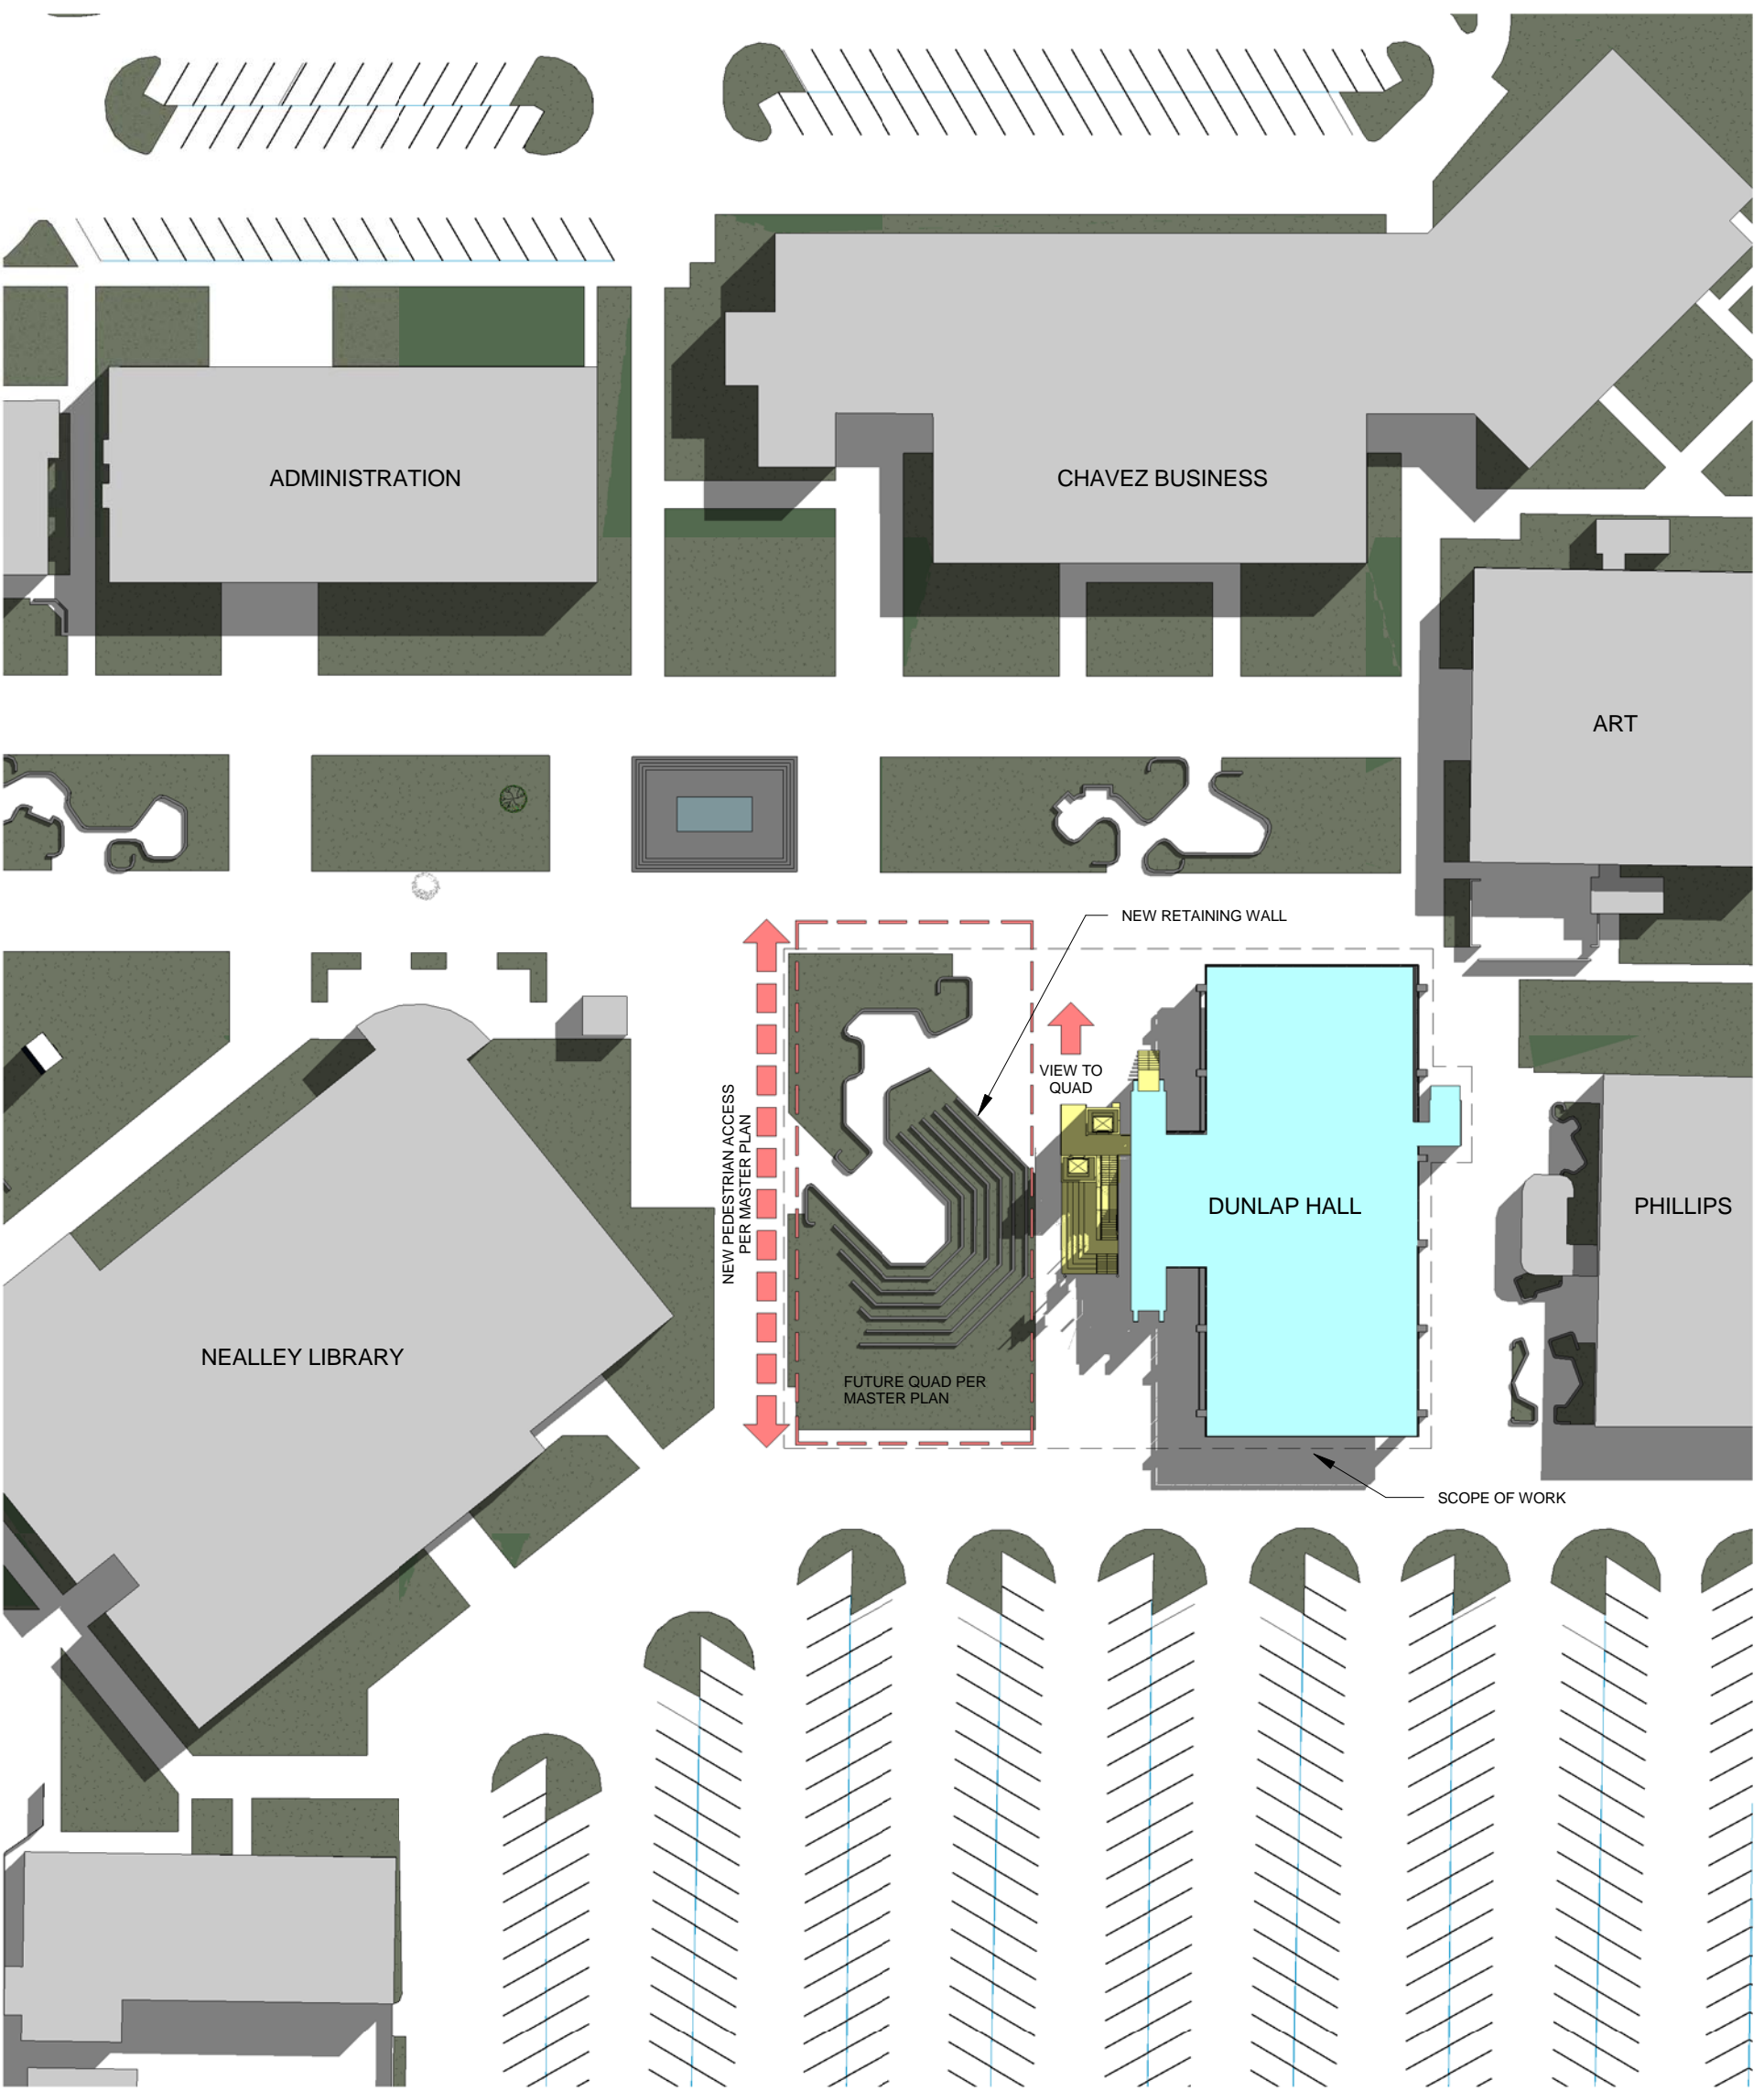 ADMINISTRATION
CHAVEZ BUSINESS
ART
NEW RETAINING WALL
VIEW TO
QUAD
NEW PEDESTRIAN ACCESS
PER MASTER PLAN
DUNLAP HALL
PHILLIPS
NEALLEY LIBRARY
FUTURE QUAD PER
MASTER PLAN
SCOPE OF WORK